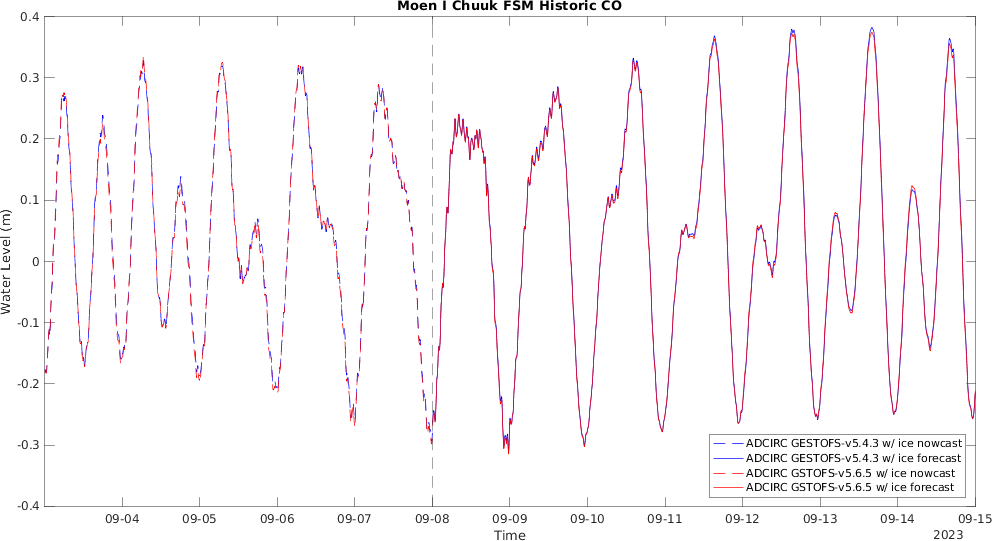 Moen I Chuuk FSM Historic CO
0.4
0.3
0.2
0.1
0
-0.1
-0.2
-0.3
-0.4
Water Level (m)
ADCIRC GESTOFS-v5.4.3 w/ ice nowcast
ADCIRC GESTOFS-v5.4.3 w/ ice forecast
ADCIRC GSTOFS-v5.6.5 w/ ice nowcast
ADCIRC GSTOFS-v5.6.5 w/ ice forecast
09-04 09-05 09-06 09-07 09-08 09-09 09-10 09-11 09-12 09-13 09-14 09-15
Time
2023